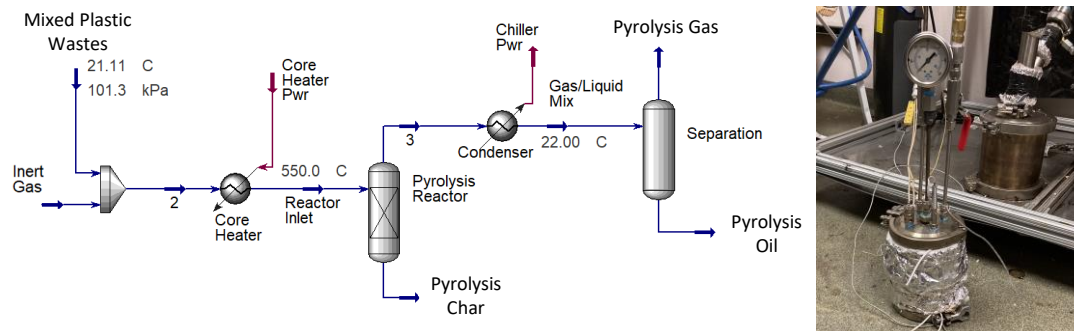 Mixed Plastic
Wastes
21.11 C
101.3 kPa
Inert
Gas
2
Core
Heater
Pwr
Core
Heater
550.0 C
Reactor
Inlet
Pyrolysis
Reactor
Pyrolysis
Char
3
Condenser
Chiller
Pwr
Gas/Liquid
Mix
22.00 C
Pyrolysis Gas
Separation
Pyrolysis
Oil